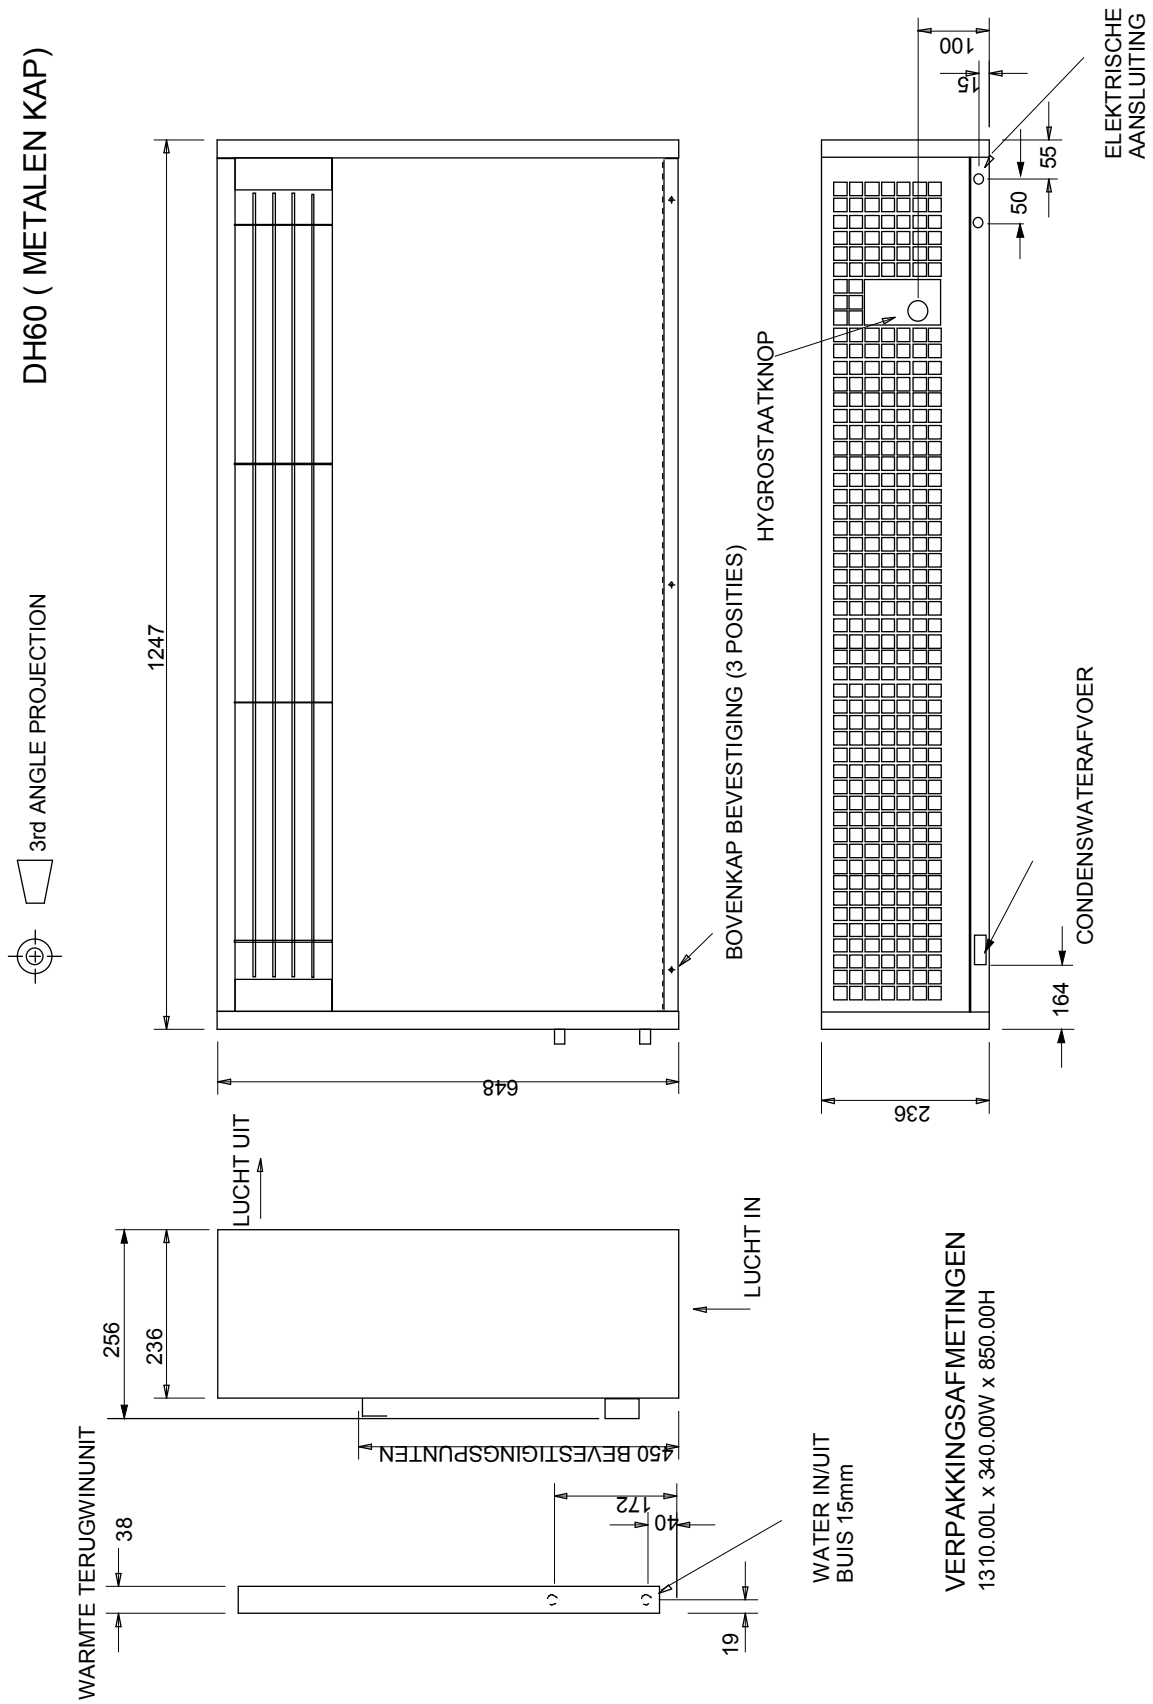 DH60 ( METALEN KAP)
3rd ANGLE PROJECTION
1247
648
BOVENKAP BEVESTIGING (3 POSITIES)
HYGROSTAATKNOP
100
15
ELEKTRISCHE
AANSLUITING
55
50
CONDENSWATERAFVOER
164
236
LUCHT UIT
LUCHT IN
256
236
450 BEVESTIGINGSPUNTEN
WARMTE TERUGWINUNIT
38
172
40
19
WATER IN/UIT
BUIS 15mm
VERPAKKINGSAFMETINGEN
1310.00L x 340.00W x 850.00H